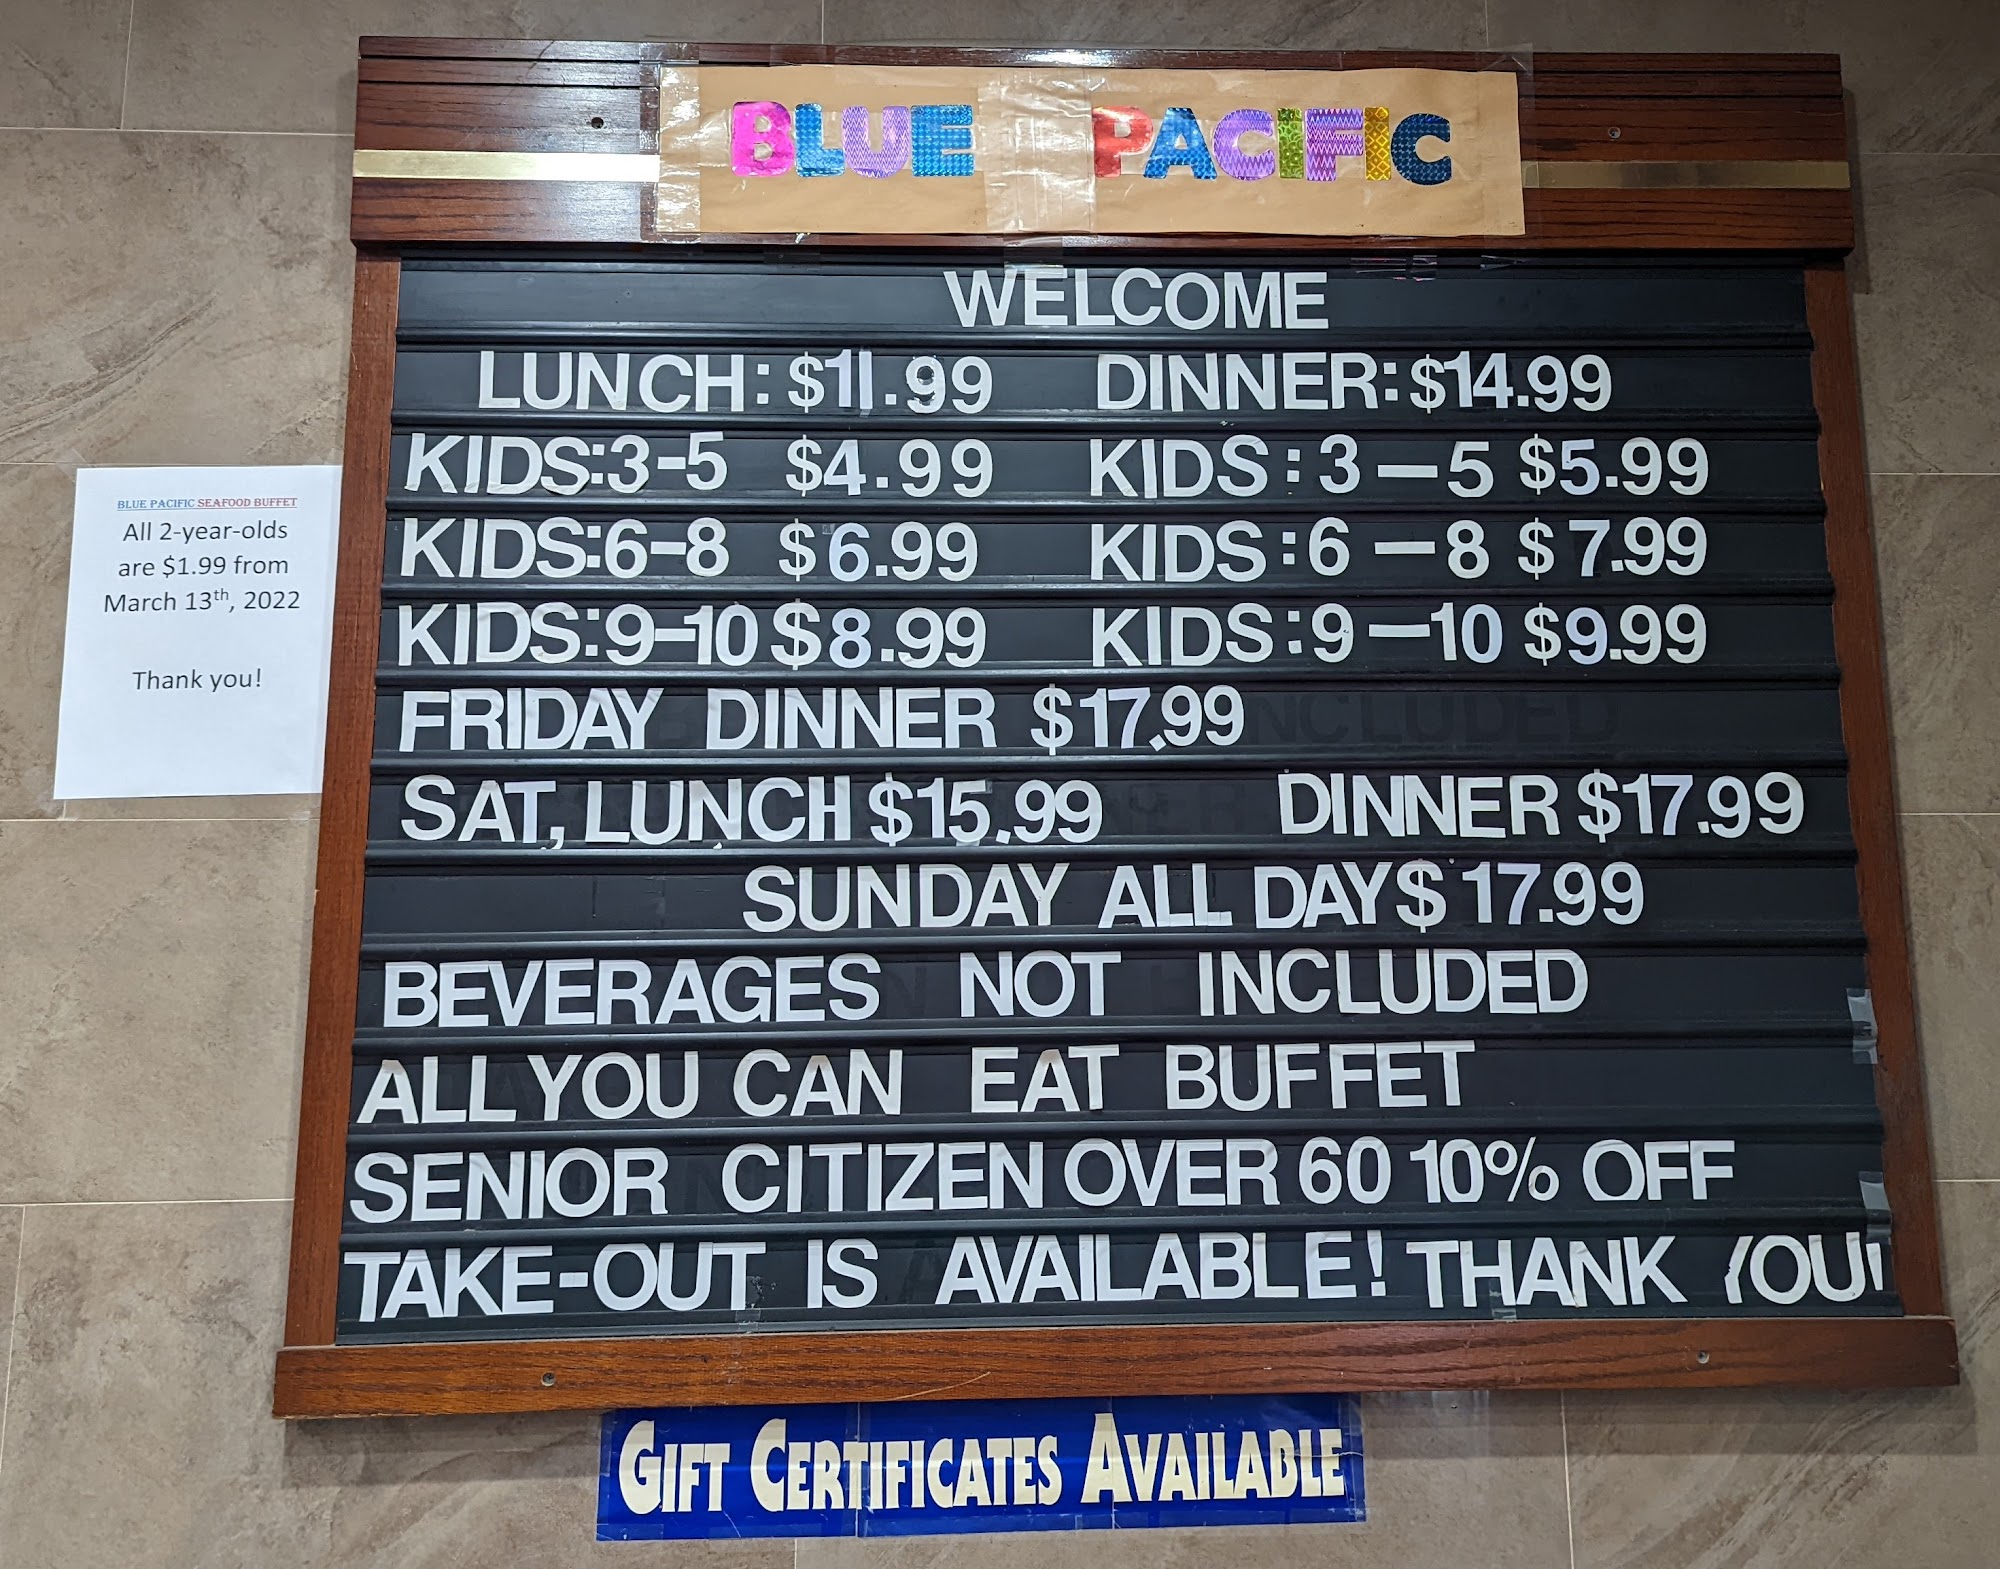 BLUE PACIFIC
WELCOME
LUNCH: $11.99 DINNER: $14.99
KIDS:3-5 $4.99 KIDS:3—5 $5.99
KIDS:6-8 $6.99 KIDS:6—8 $7.99
KIDS:9-10 $8.99 KIDS:9—10 $9.99
FRIDAY DINNER $17.99
SAT, LUNCH $15.99 DINNER $17.99
SUNDAY ALL DAY $17.99
BEVERAGES NOT INCLUDED
ALL YOU CAN EAT BUFFET
SENIOR CITIZEN OVER 60 10% OFF
TAKE-OUT IS AVAILABLE! THANK YOU!
BLUE PACIFIC SEAFOOD BUFFET
All 2-year-olds
are $1.99 from
March 13th, 2022
Thank you!
GIFT CERTIFICATES AVAILABLE